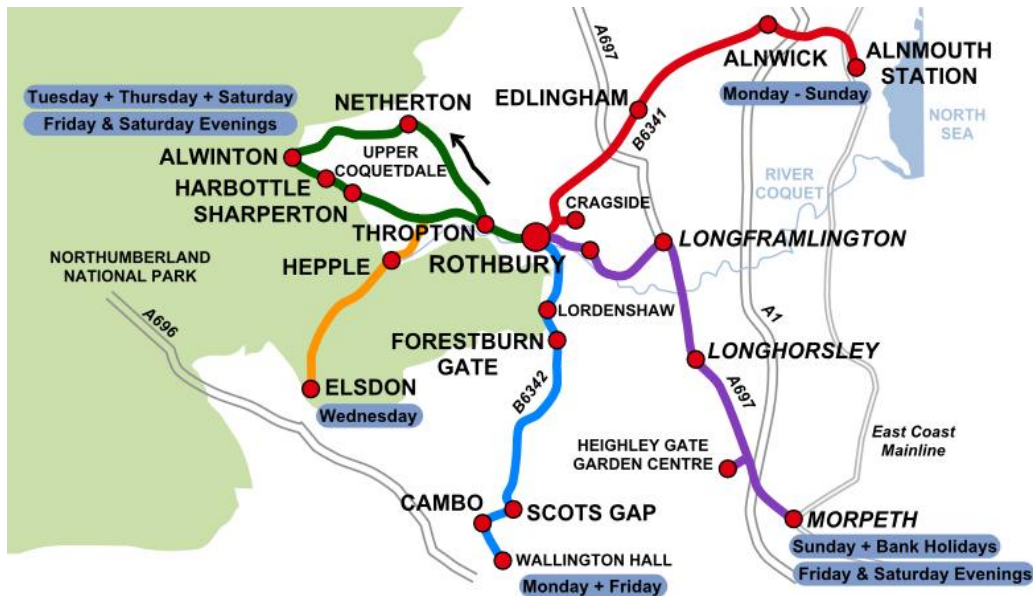 A697
ALNWICK
ALNMOUTH
STATION
Monday - Sunday
Tuesday + Thursday + Saturday
Friday & Saturday Evenings
NETHERTON
EDLINGHAM
B6341
NORTH
SEA
ALWINTON
UPPER
COQUETDALE
HARBOTTLE
SHARPERTON
RIVER
COQUET
CRAGSIDE
THROPTON
ROTHBURY
LONGFRAMLINGTON
NORTHUMBERLAND
NATIONAL PARK
HEPPLE
A696
LORDENSHAW
A1
FORESTBURN
GATE
LONGHORSLEY
ELSDON
Wednesday
B6342
A697
HEIGHLEY GATE
GARDEN CENTRE
East Coast
Mainline
CAMBO
SCOTS GAP
MORPETH
WALLINGTON HALL
Monday + Friday
Sunday + Bank Holidays
Friday & Saturday Evenings